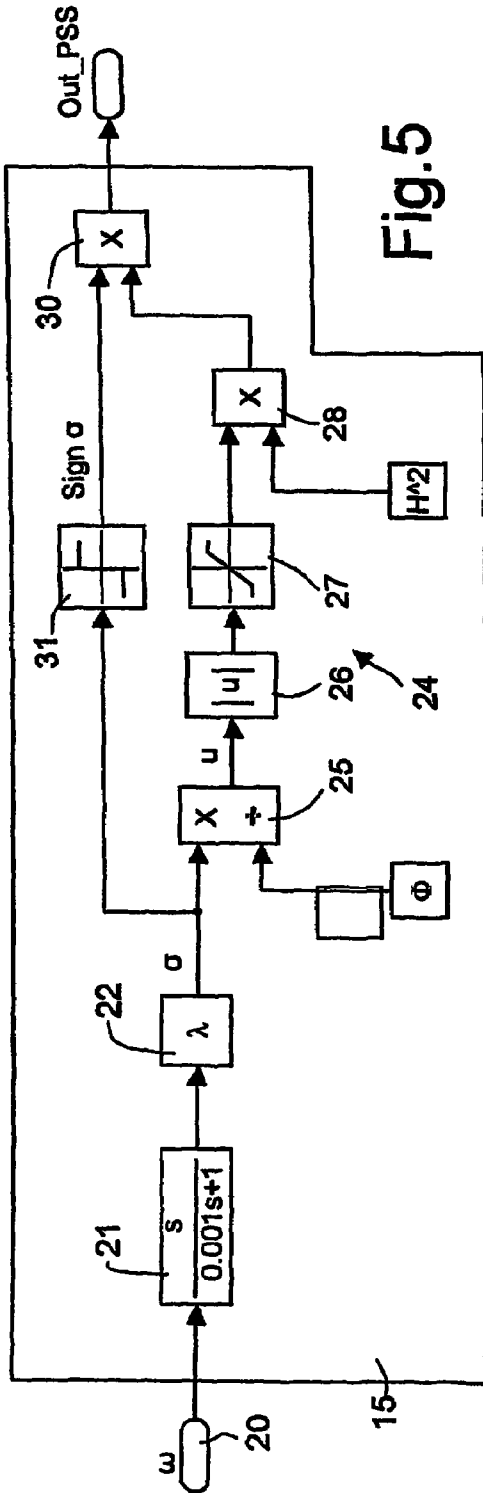 ω
20
15
21
s
0.001s+1
22
λ
σ
31
Sign σ
X
÷
25
Φ
u
|u|
26
24
27
X
28
H^2
30
X
Out_PSS
Fig.5